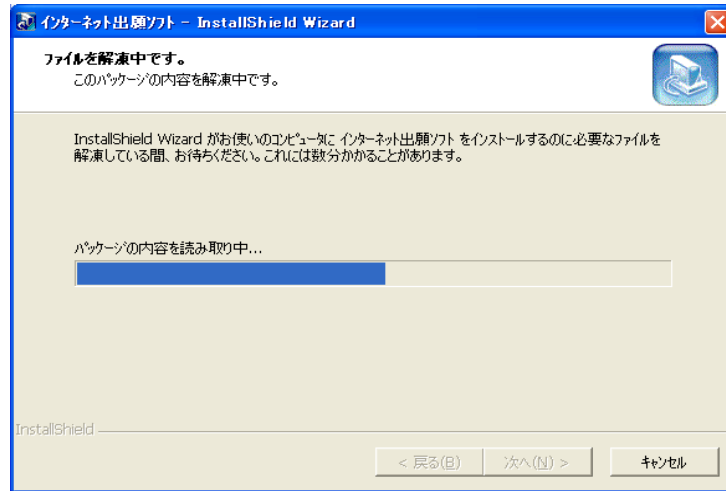 インターネット出願ソフト - InstallShield Wizard
ファイルを解凍中です。
このパッケージの内容を解凍中です。
InstallShield Wizard がお使いのコンピュータに インターネット出願ソフト をインストールするのに必要なファイルを
解凍している間、お待ちください。これには数分かかることがあります。
パッケージの内容を読み取り中...
InstallShield
< 戻る(B)
次へ(N) >
キャンセル